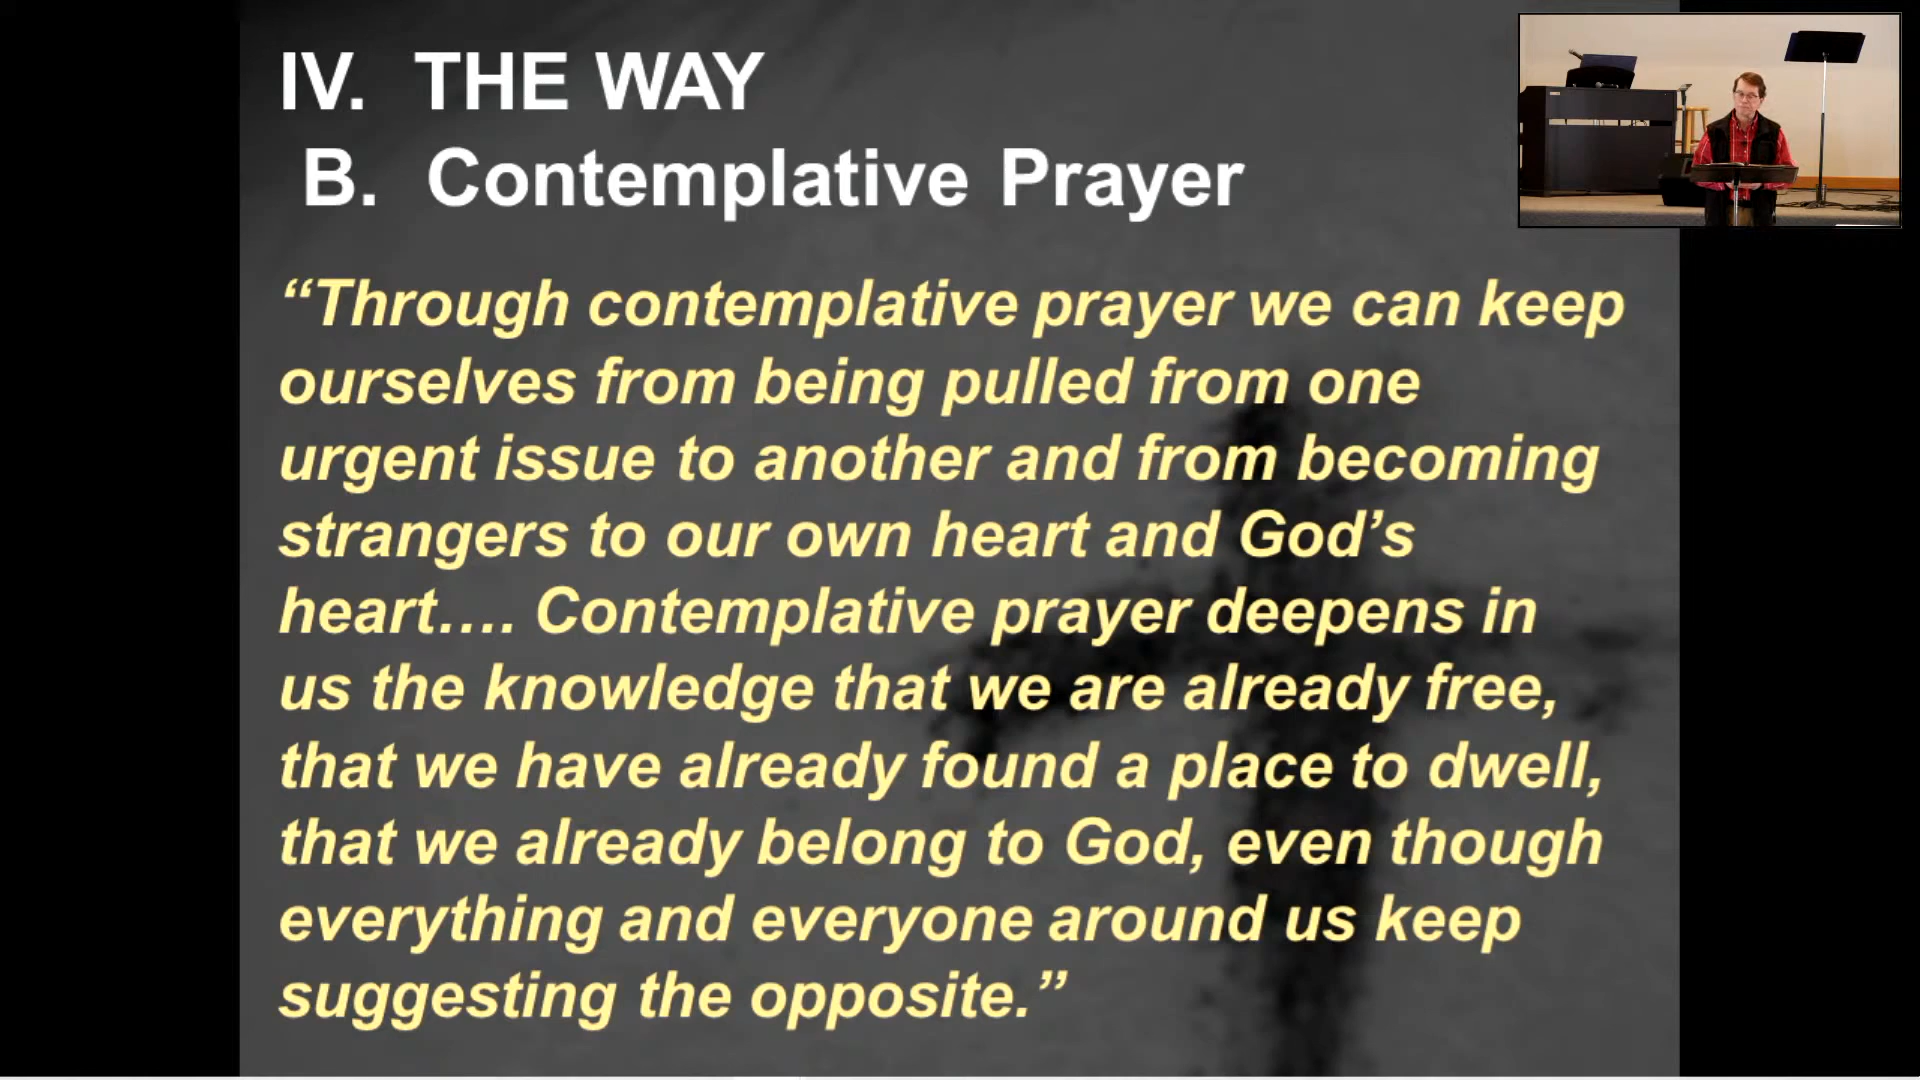 IV. THE WAY
B. Contemplative Prayer
“Through contemplative prayer we can keep
ourselves from being pulled from one
urgent issue to another and from becoming
strangers to our own heart and God’s
heart…. Contemplative prayer deepens in
us the knowledge that we are already free,
that we have already found a place to dwell,
that we already belong to God, even though
everything and everyone around us keep
suggesting the opposite.”